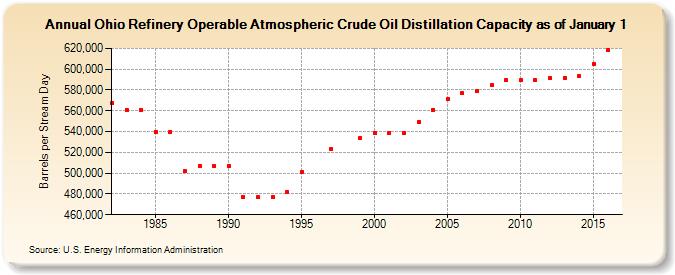 Annual Ohio Refinery Operable Atmospheric Crude Oil Distillation Capacity as of January 1
Barrels per Stream Day
620,000
600,000
580,000
560,000
540,000
520,000
500,000
480,000
460,000
1985 1990 1995 2000 2005 2010 2015
Source: U.S. Energy Information Administration